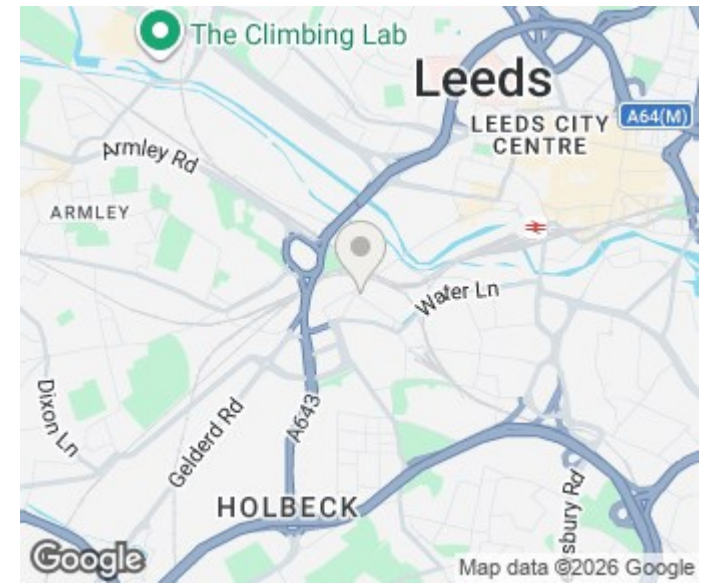 The Climbing Lab
Leeds
A64(M)
LEEDS CITY
CENTRE
Armley Rd
ARMLEY
Water Ln
Dixon Ln
Gelderd Rd
A643
HOLBECK
sbury Rd
Google
Map data ©2026 Google